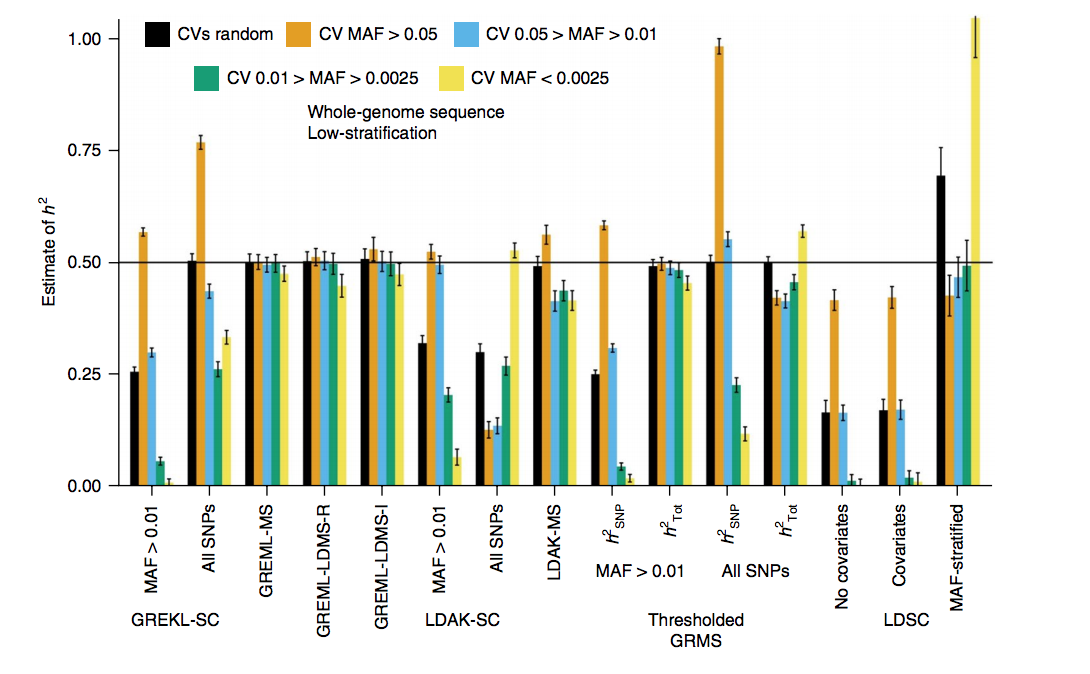 CVs random
CV MAF > 0.05
CV 0.05 > MAF > 0.01
CV 0.01 > MAF > 0.0025
CV MAF < 0.0025
Whole-genome sequence
Low-stratification
Estimate of h²
1.00
0.75
0.50
0.25
0.00
MAF > 0.01
All SNPs
GREML-MS
GREML-LDMS-R
GREML-LDMS-I
MAF > 0.01
All SNPs
LDAK-MS
h²SNP
h²Tot
h²SNP
h²Tot
No covariates
Covariates
MAF-stratified
MAF > 0.01
All SNPs
GREKL-SC
LDAK-SC
Thresholded
GRMS
LDSC